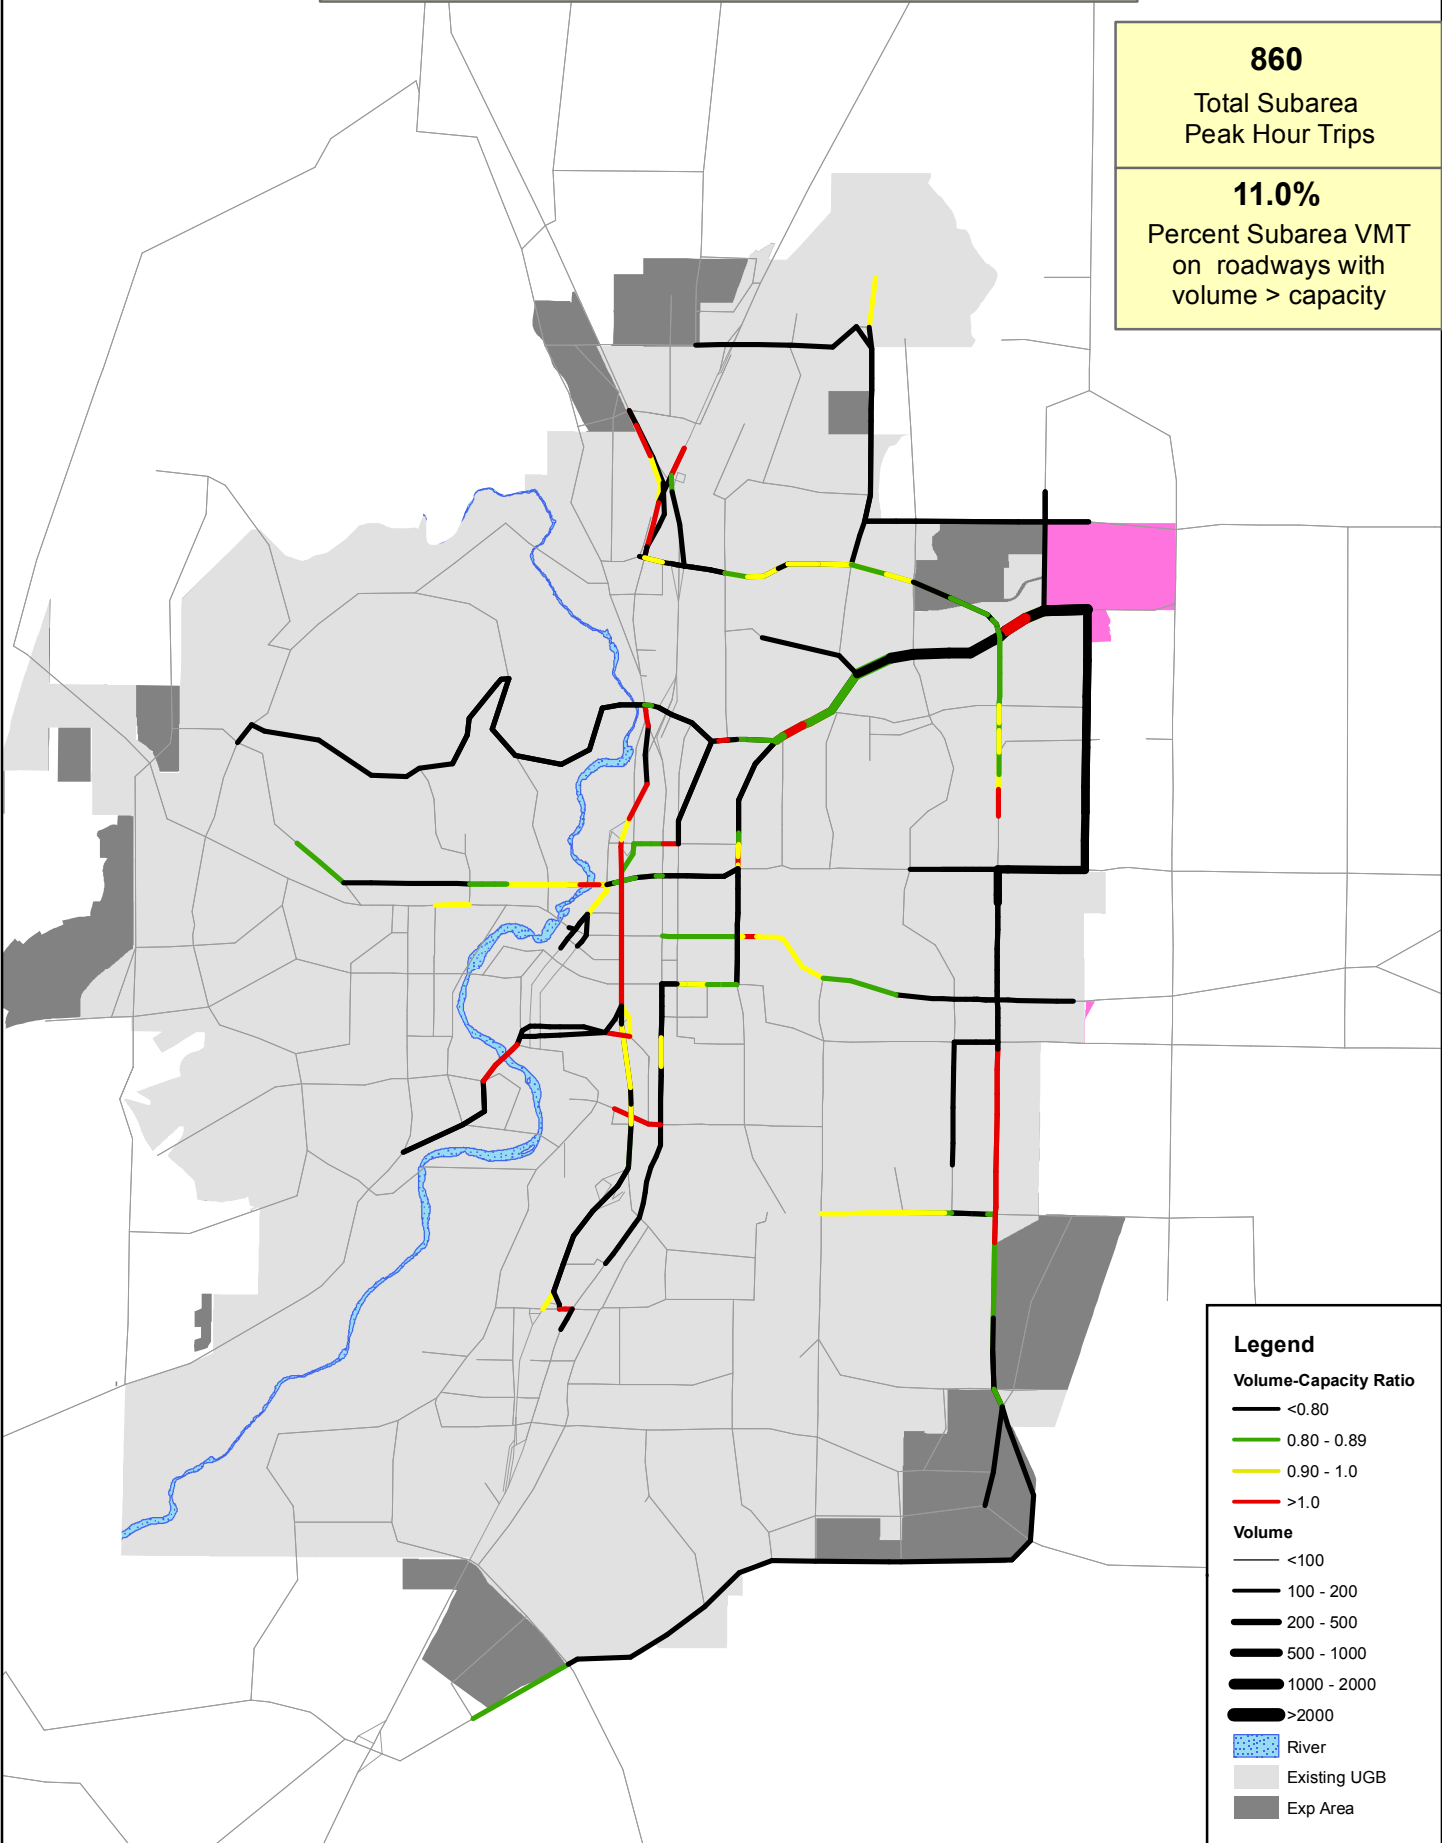 860
Total Subarea
Peak Hour Trips
11.0%
Percent Subarea VMT
on roadways with
volume > capacity
Legend
Volume-Capacity Ratio
<0.80
0.80 - 0.89
0.90 - 1.0
>1.0
Volume
<100
100 - 200
200 - 500
500 - 1000
1000 - 2000
>2000
River
Existing UGB
Exp Area